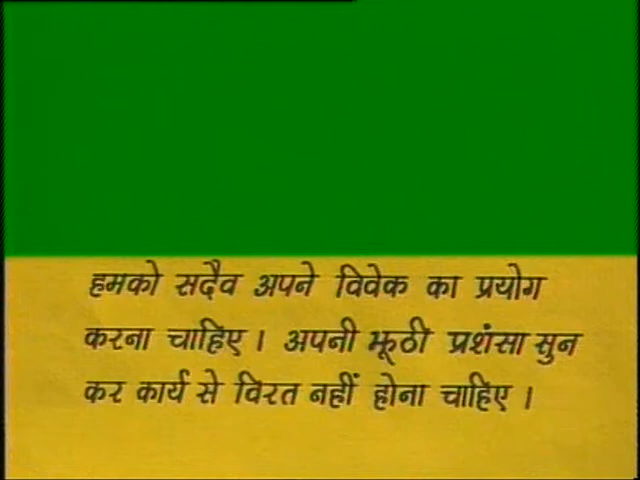 हमको सदैव अपने विवेक का प्रयोग
करना चाहिए । अपनी झूठी प्रशंसा सुन
कर कार्य से विरत नहीं होना चाहिए ।